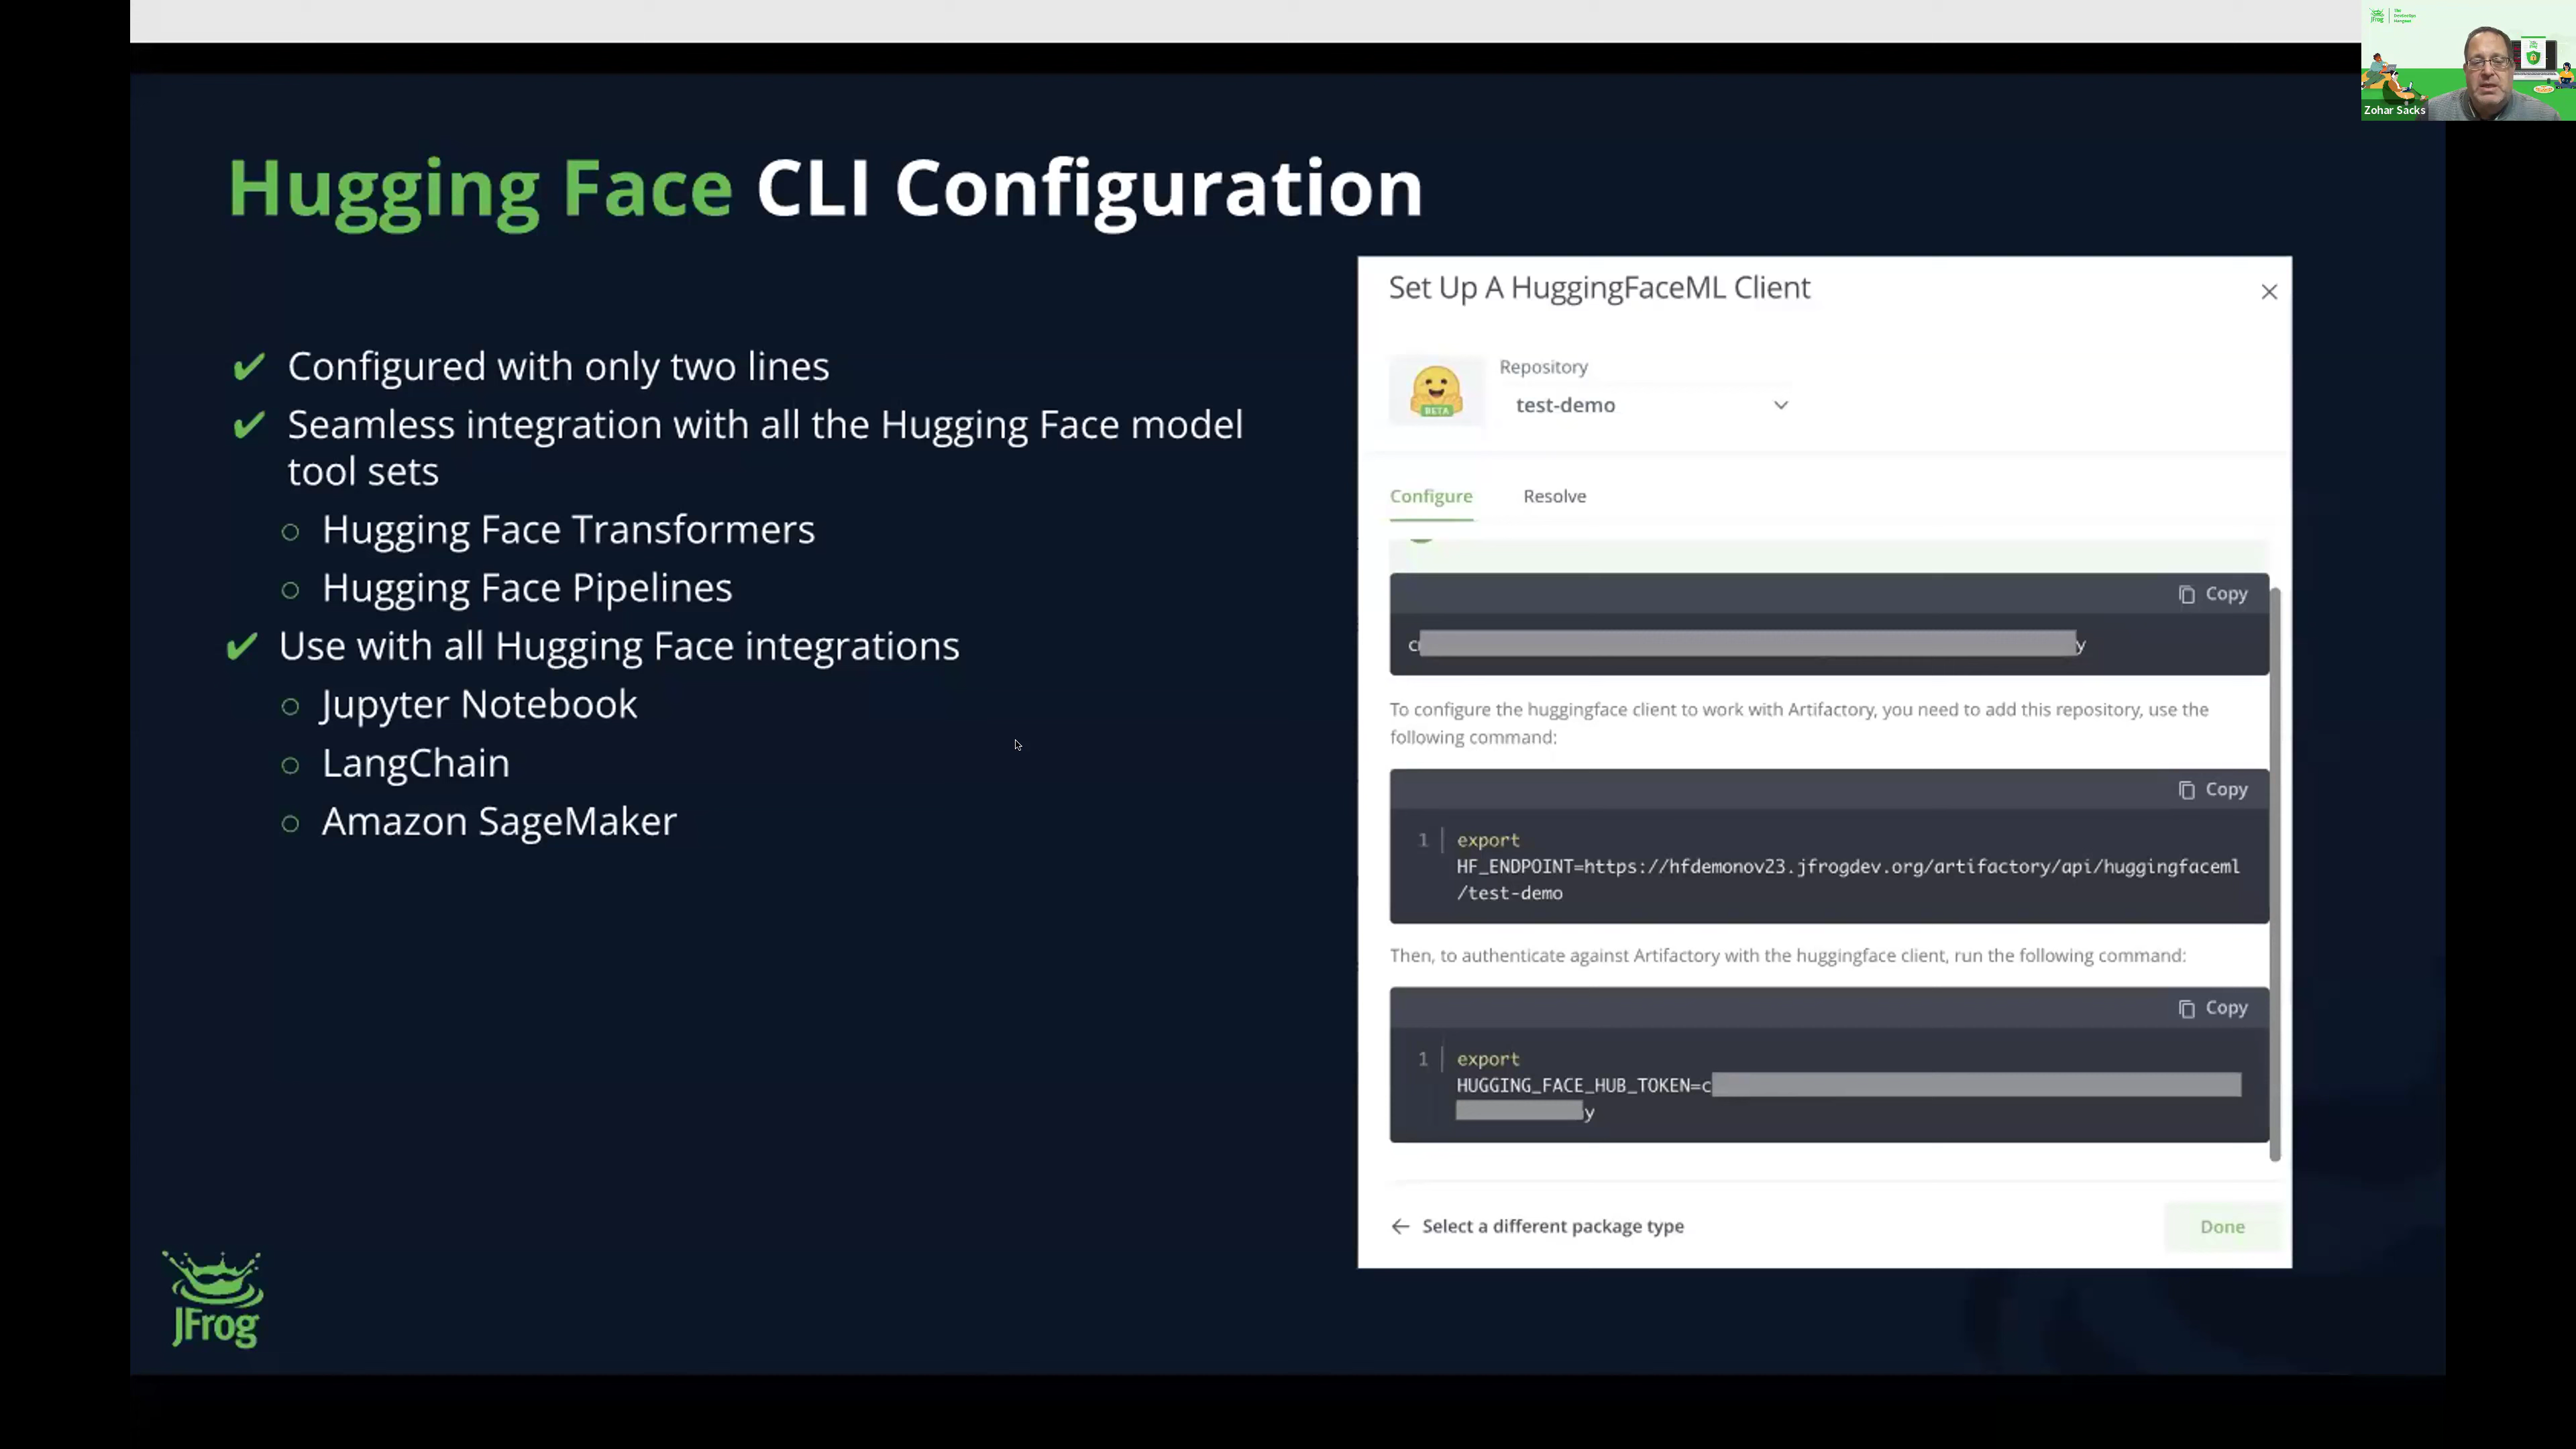 Hugging Face CLI Configuration
✔ Configured with only two lines
✔ Seamless integration with all the Hugging Face model
tool sets
○ Hugging Face Transformers
○ Hugging Face Pipelines
✔ Use with all Hugging Face integrations
○ Jupyter Notebook
○ LangChain
○ Amazon SageMaker
JFrog
Set Up A HuggingFaceML Client
Repository
BETA
test-demo
Configure Resolve
Copy
c y
To configure the huggingface client to work with Artifactory, you need to add this repository, use the
following command:
Copy
1 export
HF_ENDPOINT=https://hfdemonov23.jfrogdev.org/artifactory/api/huggingfaceml
/test-demo
Then, to authenticate against Artifactory with the huggingface client, run the following command:
Copy
1 export
HUGGING_FACE_HUB_TOKEN=c
y
Select a different package type
Done
JFrog
Zohar Sacks